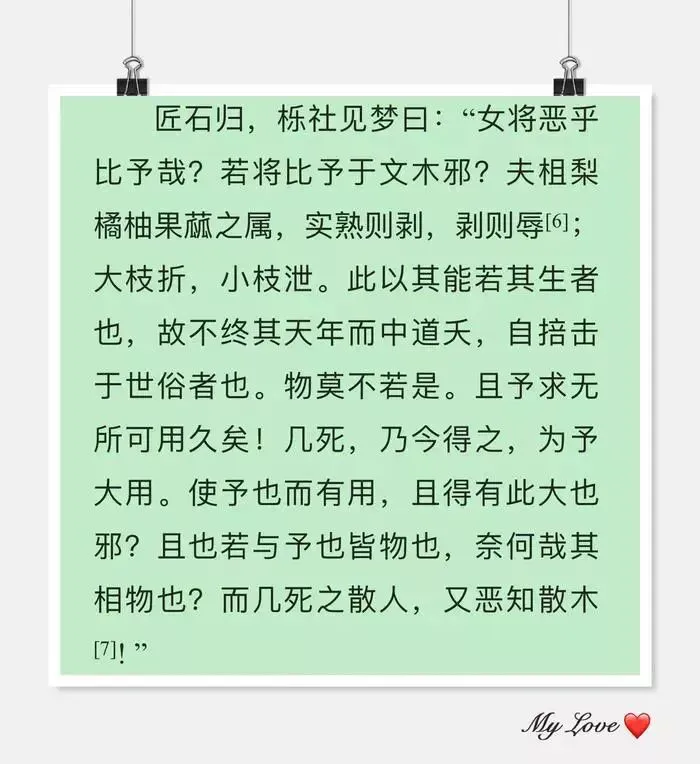 匠石归，栎社见梦曰：“女将恶乎
比予哉？若将比予于文木邪？夫柤梨
橘柚果蓏之属，实熟则剥，剥则辱[6]；
大枝折，小枝泄。此以其能若其生者
也，故不终其天年而中道夭，自掊击
于世俗者也。物莫不若是。且予求无
所可用久矣！几死，乃今得之，为予
大用。使予也而有用，且得有此大也
邪？且也若与予也皆物也，奈何哉其
相物也？而几死之散人，又恶知散木
[7]！”
My Love❤️